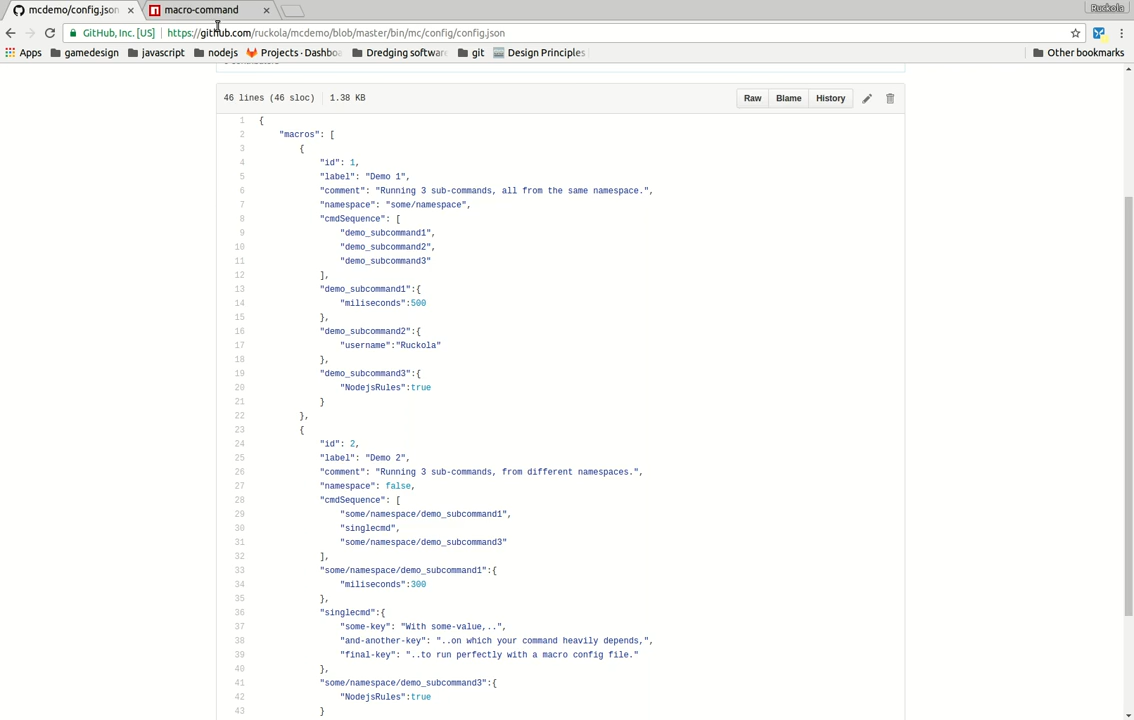 mcdemo/config.json
macro-command
Ruckola
GitHub, Inc. [US]
https://github.com/ruckola/mcdemo/blob/master/bin/mc/config/config.json
Apps
gamedesign
javascript
nodejs
Projects · Dashboa
Dredging software
git
Design Principles
Other bookmarks
46 lines (46 sloc)
1.38 KB
Raw
Blame
History
1 {
2 "macros": [
3 {
4 "id": 1,
5 "label": "Demo 1",
6 "comment": "Running 3 sub-commands, all from the same namespace.",
7 "namespace": "some/namespace",
8 "cmdSequence": [
9 "demo_subcommand1",
10 "demo_subcommand2",
11 "demo_subcommand3"
12 ],
13 "demo_subcommand1":{
14 "miliseconds":500
15 },
16 "demo_subcommand2":{
17 "username":"Ruckola"
18 },
19 "demo_subcommand3":{
20 "NodejsRules":true
21 }
22 },
23 {
24 "id": 2,
25 "label": "Demo 2",
26 "comment": "Running 3 sub-commands, from different namespaces.",
27 "namespace": false,
28 "cmdSequence": [
29 "some/namespace/demo_subcommand1",
30 "singlecmd",
31 "some/namespace/demo_subcommand3"
32 ],
33 "some/namespace/demo_subcommand1":{
34 "miliseconds":300
35 },
36 "singlecmd":{
37 "some-key": "With some-value,..",
38 "and-another-key": "..on which your command heavily depends,",
39 "final-key": "..to run perfectly with a macro config file."
40 },
41 "some/namespace/demo_subcommand3":{
42 "NodejsRules":true
43 }